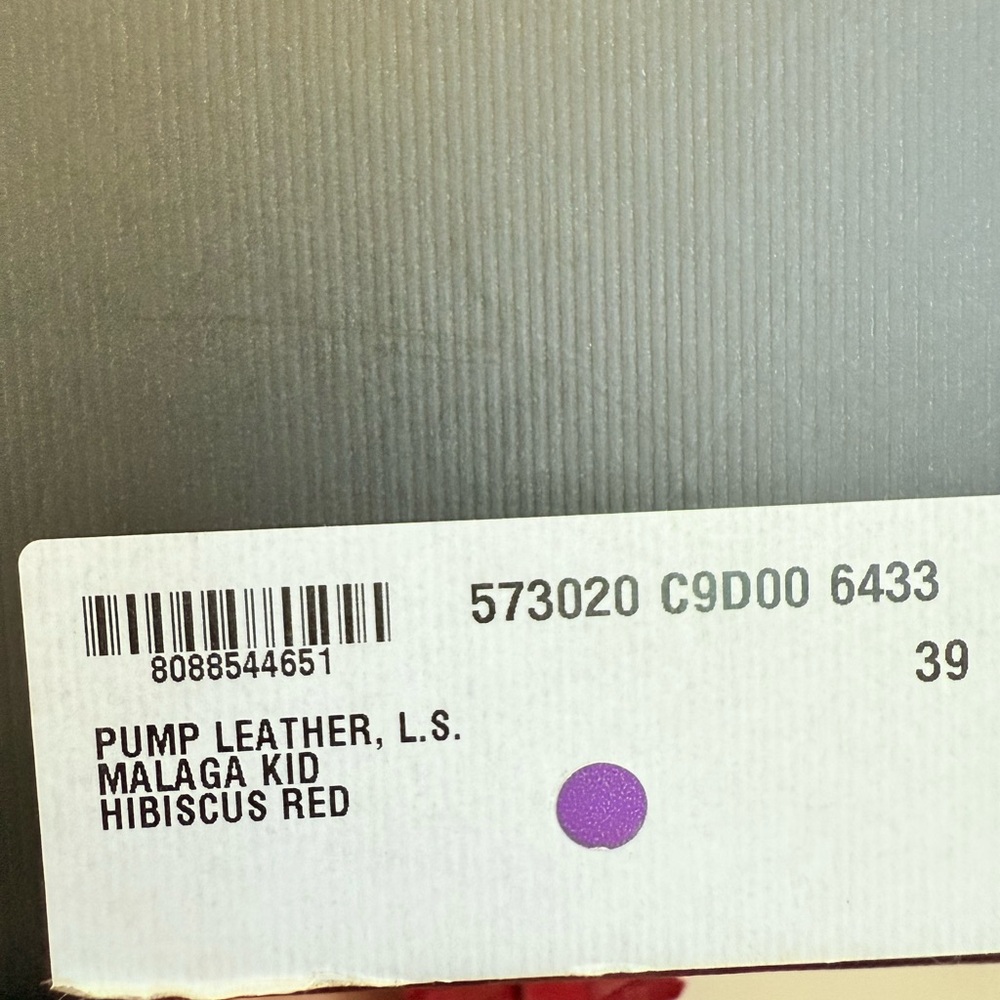 573020 C9D00 6433
39
8088544651
PUMP LEATHER, L.S.
MALAGA KID
HIBISCUS RED